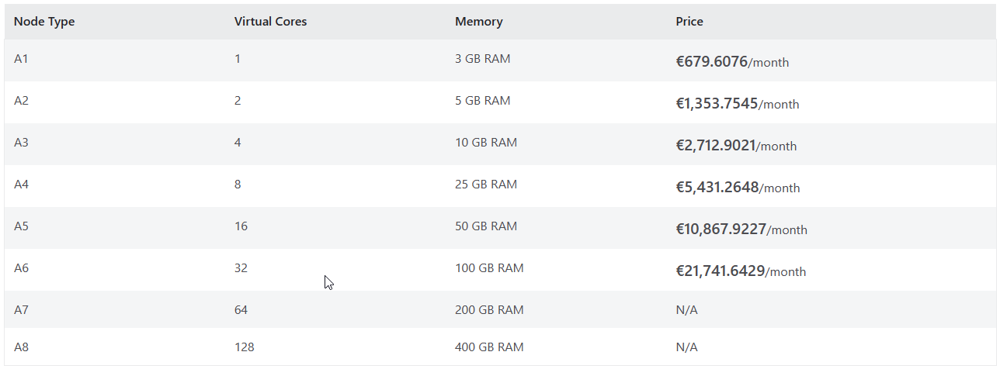 Node Type Virtual Cores Memory Price
A1 1 3 GB RAM €679.6076/month
A2 2 5 GB RAM €1,353.7545/month
A3 4 10 GB RAM €2,712.9021/month
A4 8 25 GB RAM €5,431.2648/month
A5 16 50 GB RAM €10,867.9227/month
A6 32 100 GB RAM €21,741.6429/month
A7 64 200 GB RAM N/A
A8 128 400 GB RAM N/A